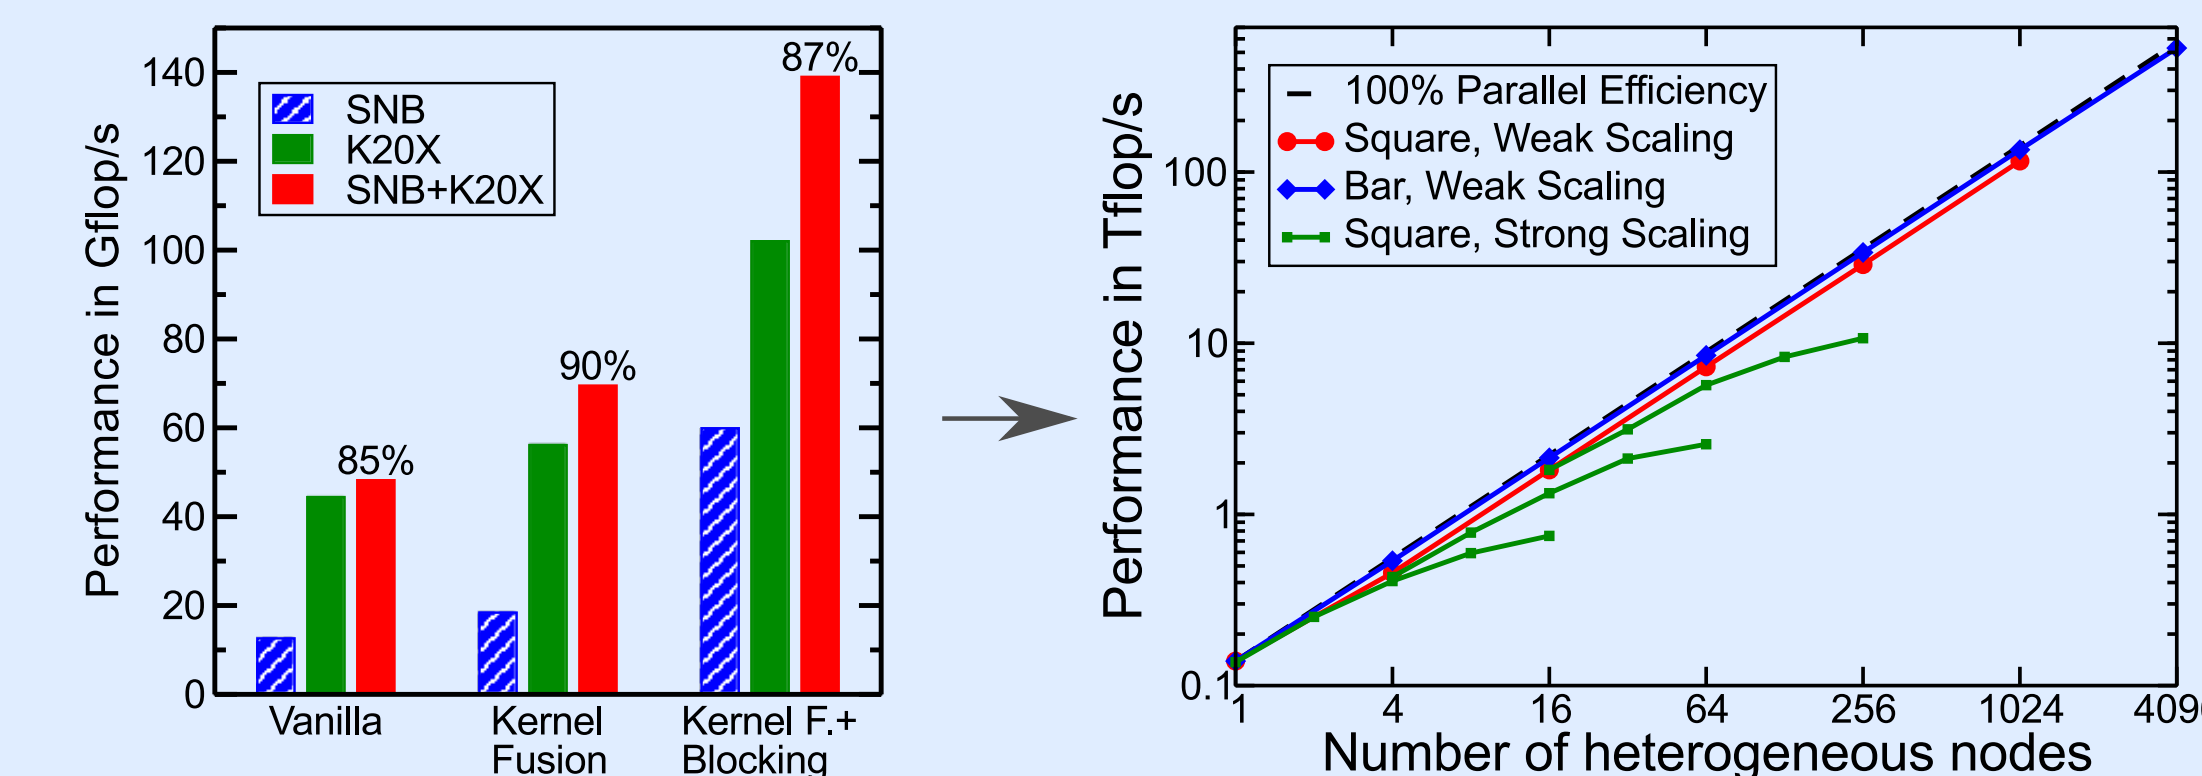 Performance in Gflop/s
140
120
100
80
60
40
20
0
SNB
K20X
SNB+K20X
85%
90%
87%
Vanilla
Kernel
Fusion
Kernel F.+
Blocking
Performance in Tflop/s
100
10
1
0.1
100% Parallel Efficiency
Square, Weak Scaling
Bar, Weak Scaling
Square, Strong Scaling
1 4 16 64 256 1024
Number of heterogeneous nodes